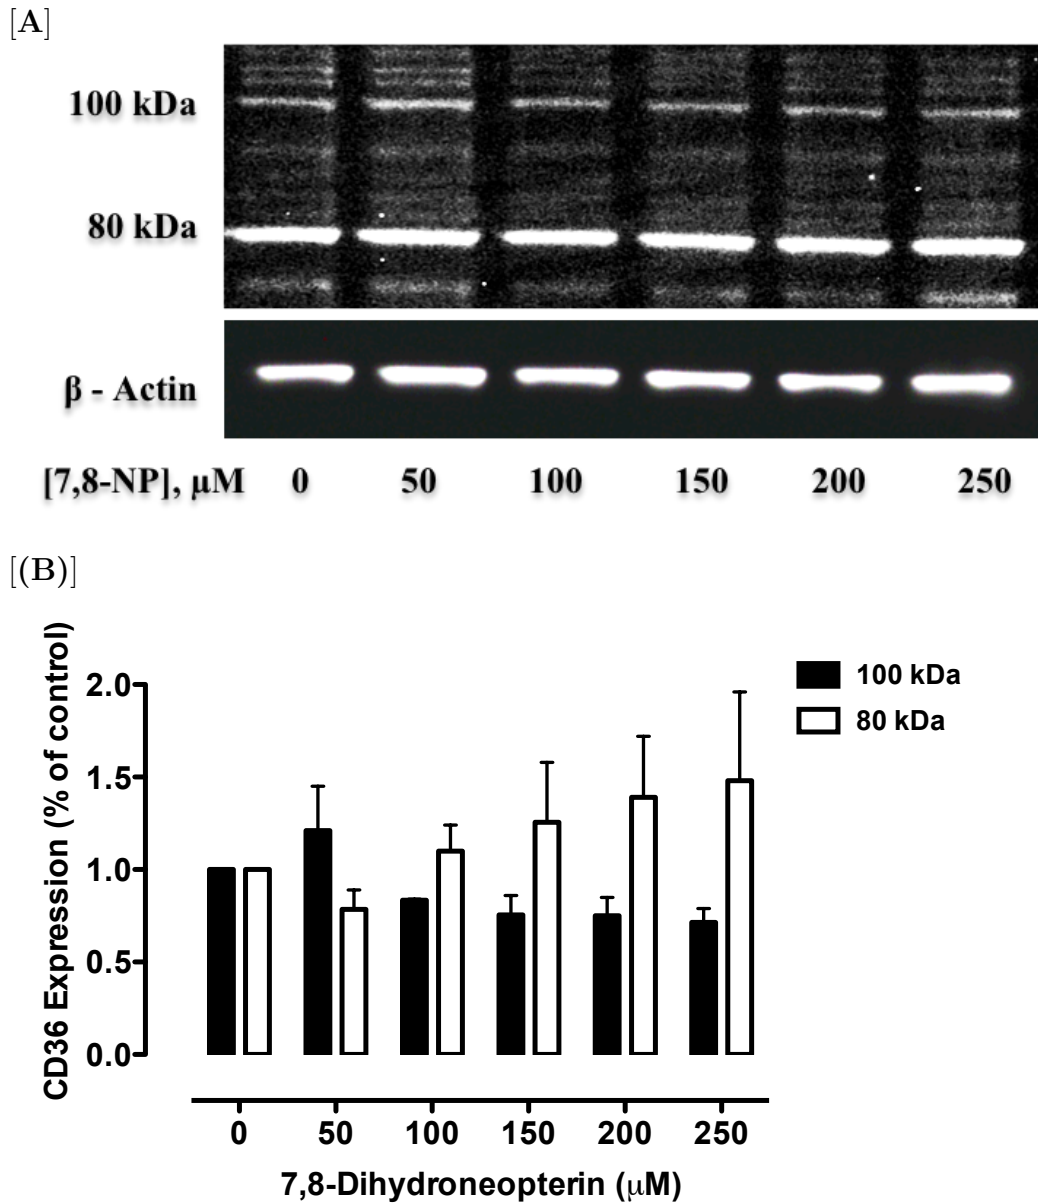 [A]
100 kDa
80 kDa
β - Actin
[7,8-NP], μM 0 50 100 150 200 250
[(B)]
CD36 Expression (% of control)
2.0
1.5
1.0
0.5
0.0
100 kDa
80 kDa
0 50 100 150 200 250
7,8-Dihydroneopterin (μM)